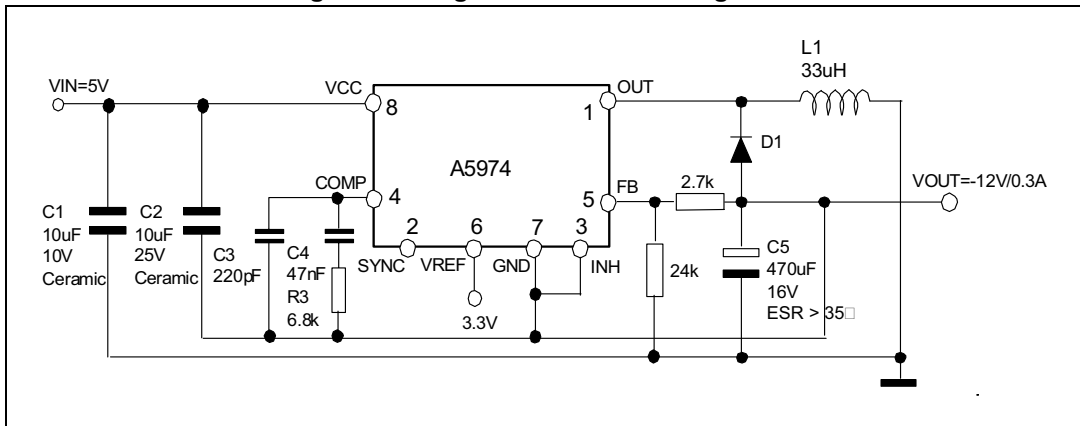 VIN=5V
VCC
8
OUT
1
L1
33uH
D1
A5974
COMP
4
FB
5
2.7k
VOUT=-12V/0.3A
C1
10uF
10V
Ceramic
C2
10uF
25V
Ceramic
C3
220pF
C4
47nF
R3
6.8k
2
SYNC
6
VREF
3.3V
7
GND
3
INH
24k
C5
470uF
16V
ESR > 35□